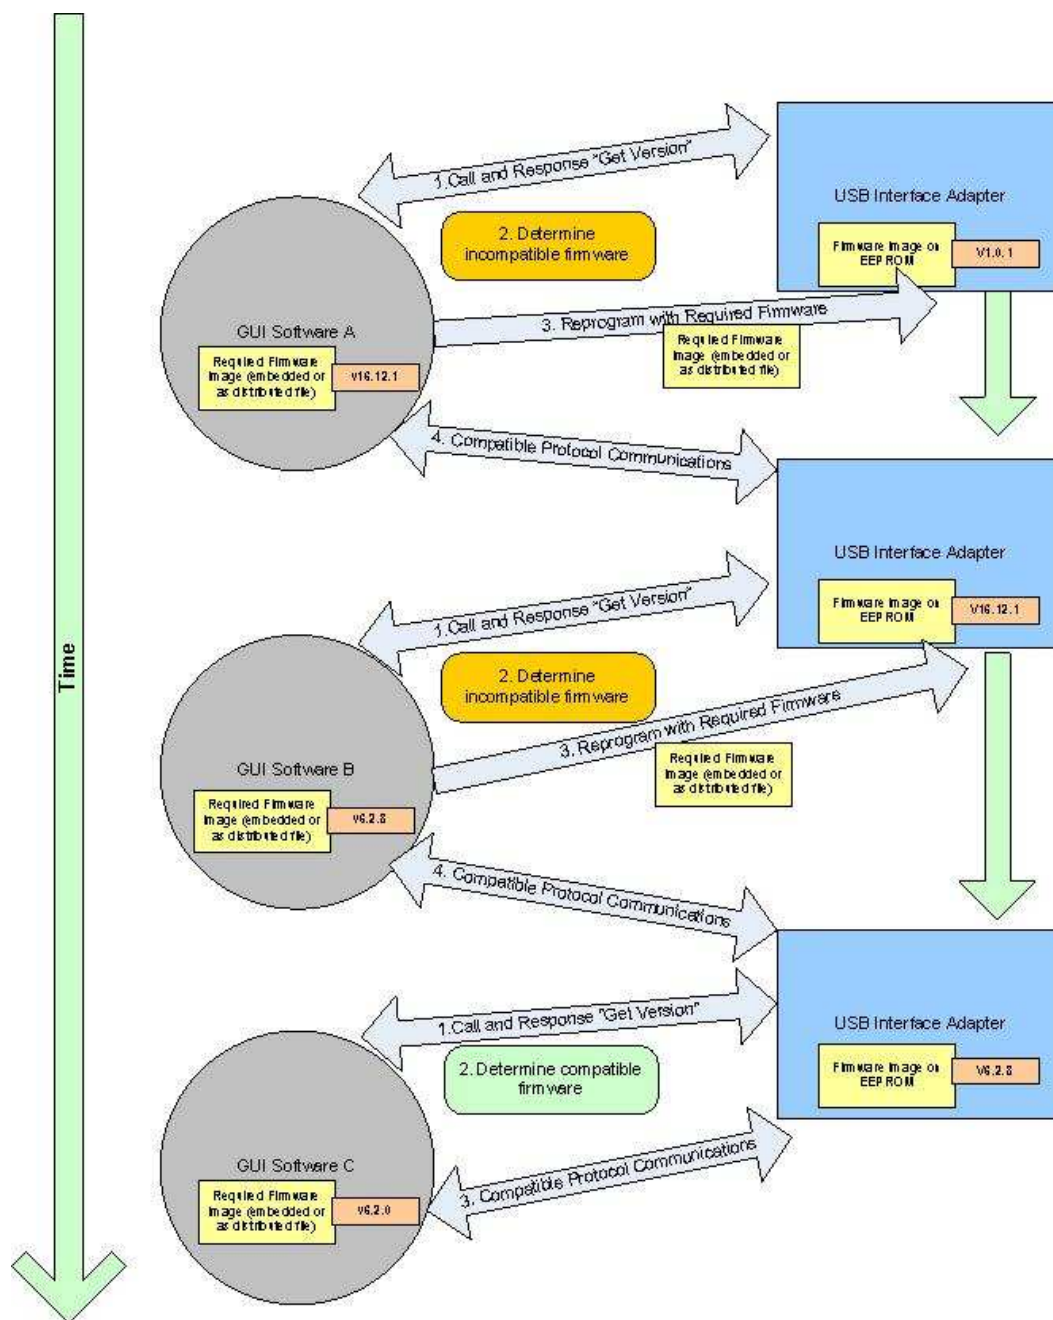 Time
1.Call and Response "Get Version"
USB Interface Adapter
2. Determine
incompatible firmware
Firmware Image on
EEPROM
V1.0.1
GUI Software A
3. Reprogram with Required Firmware
Required Firmware
Image (embedded or
as distributed file)
Required Firmware
Image (embedded or
as distributed file)
v16.12.1
4. Compatible Protocol Communications
USB Interface Adapter
1.Call and Response "Get Version"
Firmware Image on
EEPROM
V16.12.1
2. Determine
incompatible firmware
3. Reprogram with Required Firmware
GUI Software B
Required Firmware
Image (embedded or
as distributed file)
Required Firmware
Image (embedded or
as distributed file)
v6.2.8
4. Compatible Protocol Communications
1.Call and Response "Get Version"
USB Interface Adapter
2. Determine compatible
firmware
Firmware Image on
EEPROM
V6.2.8
GUI Software C
3. Compatible Protocol Communications
Required Firmware
Image (embedded or
as distributed file)
v6.2.0